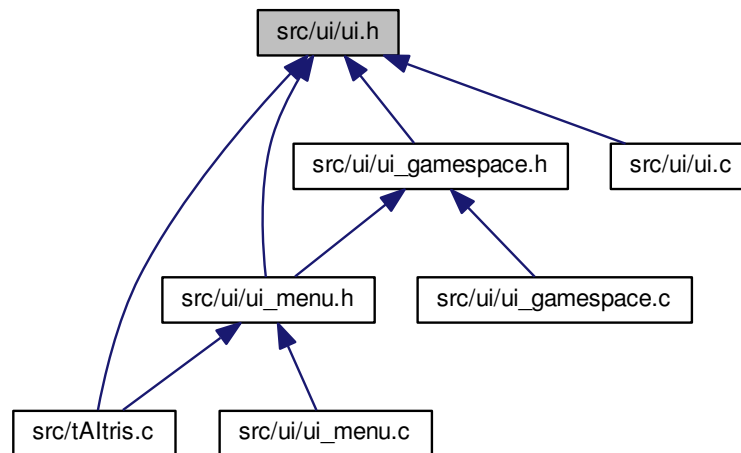 src/ui/ui.h
src/ui/ui_gamespace.h
src/ui/ui.c
src/ui/ui_menu.h
src/ui/ui_gamespace.c
src/tAItris.c
src/ui/ui_menu.c